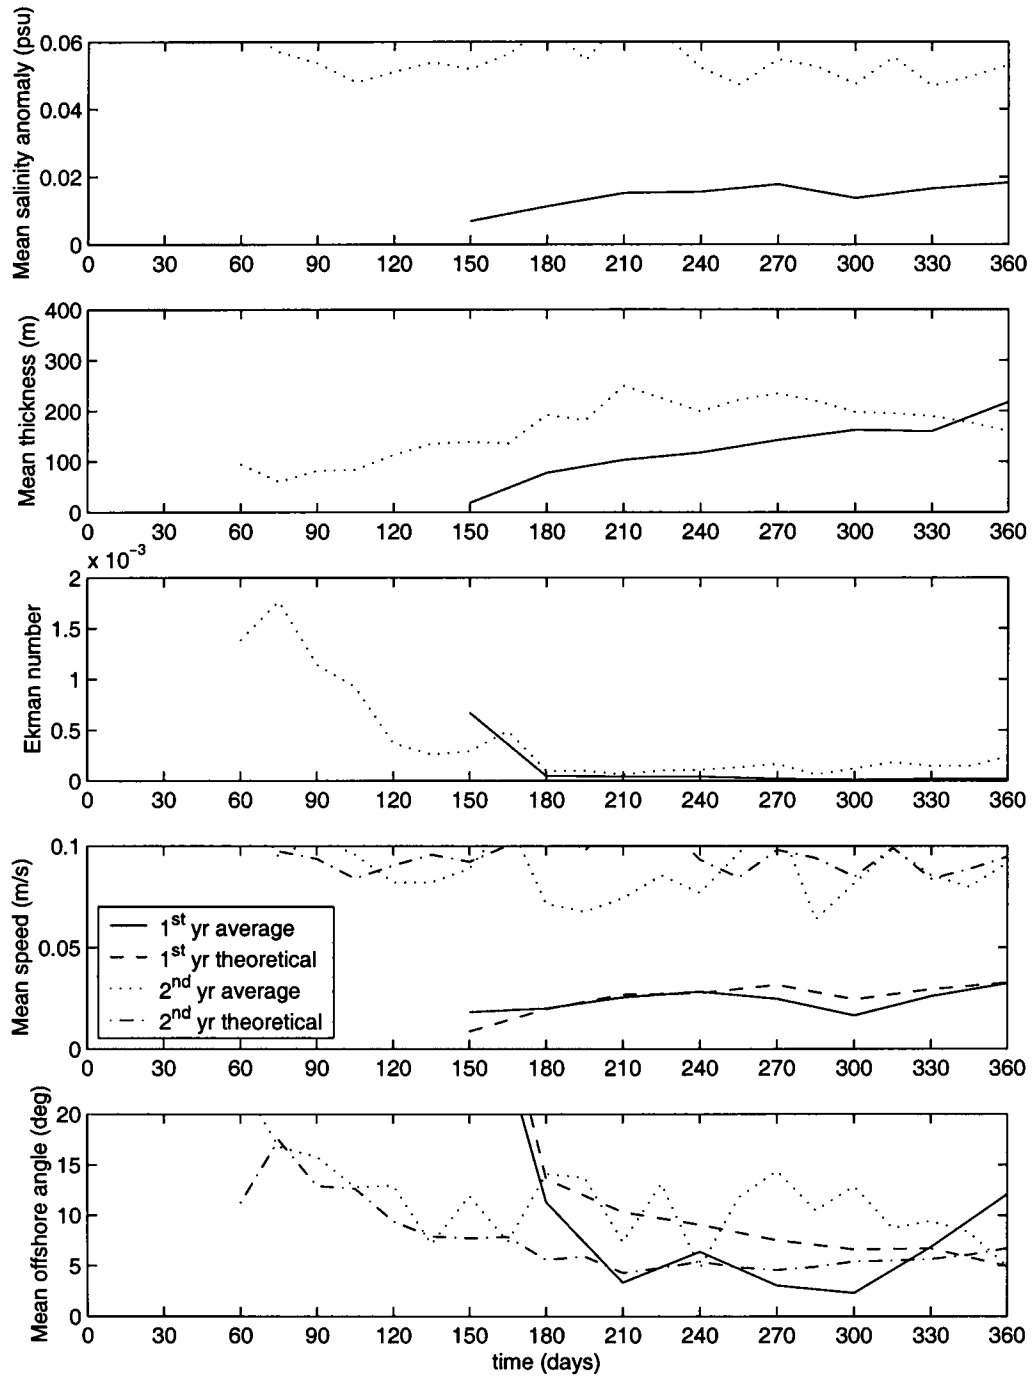 Mean salinity anomaly (psu)
0.06
0.04
0.02
0
0 30 60 90 120 150 180 210 240 270 300 330 360
Mean thickness (m)
400
300
200
100
0
0 30 60 90 120 150 180 210 240 270 300 330 360
x 10⁻³
Ekman number
2
1.5
1
0.5
0
0 30 60 90 120 150 180 210 240 270 300 330 360
Mean speed (m/s)
0.1
0.05
0
1st yr average
1st yr theoretical
2nd yr average
2nd yr theoretical
0 30 60 90 120 150 180 210 240 270 300 330 360
Mean offshore angle (deg)
20
15
10
5
0
0 30 60 90 120 150 180 210 240 270 300 330 360
time (days)